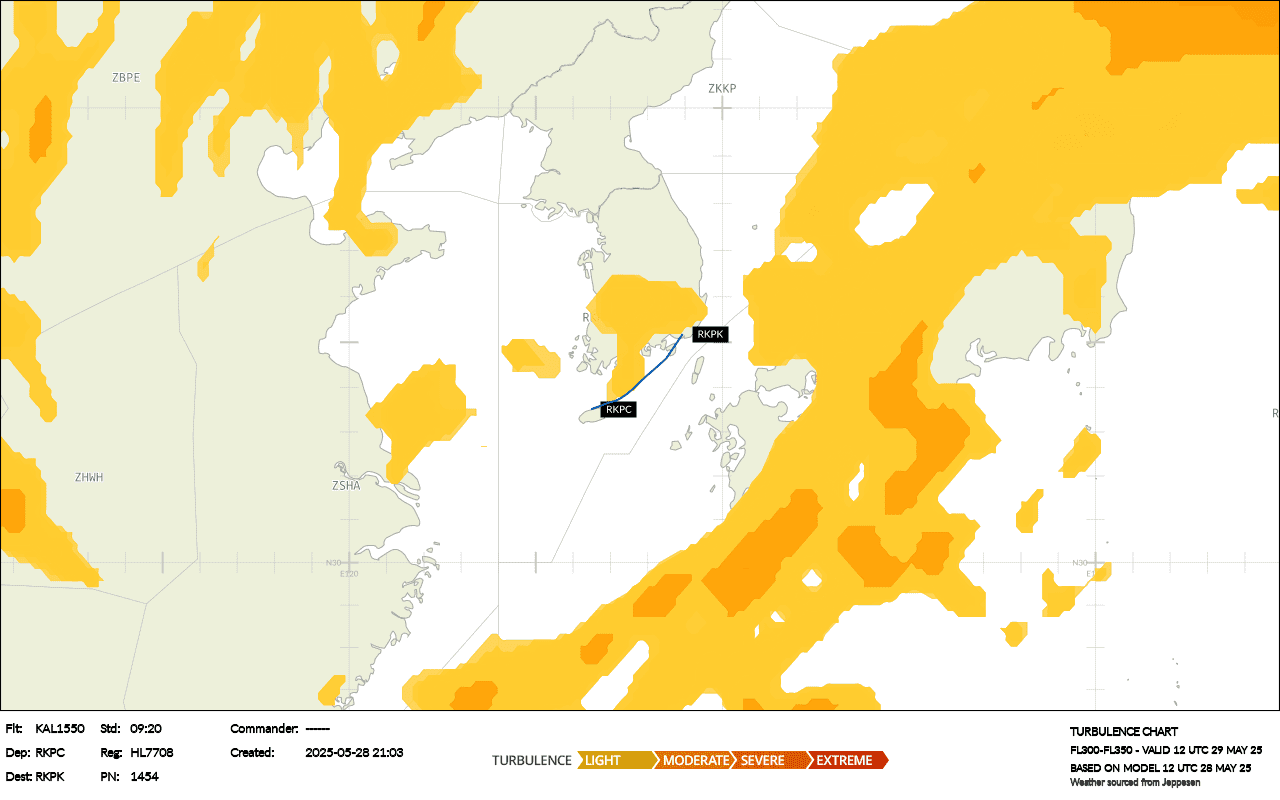 ZBPE
ZKKP
R
RKPK
RKPC
R
ZHWH
ZSHA
N30
E120
N30
E1
Flt: KAL1550 Std: 09:20 Commander: ------
Dep: RKPC Reg: HL7708 Created: 2025-05-28 21:03
Dest: RKPK PN: 1454
TURBULENCE LIGHT MODERATE SEVERE EXTREME
TURBULENCE CHART
FL300-FL350 - VALID 12 UTC 29 MAY 25
BASED ON MODEL 12 UTC 28 MAY 25
Weather sourced from Jeppesen